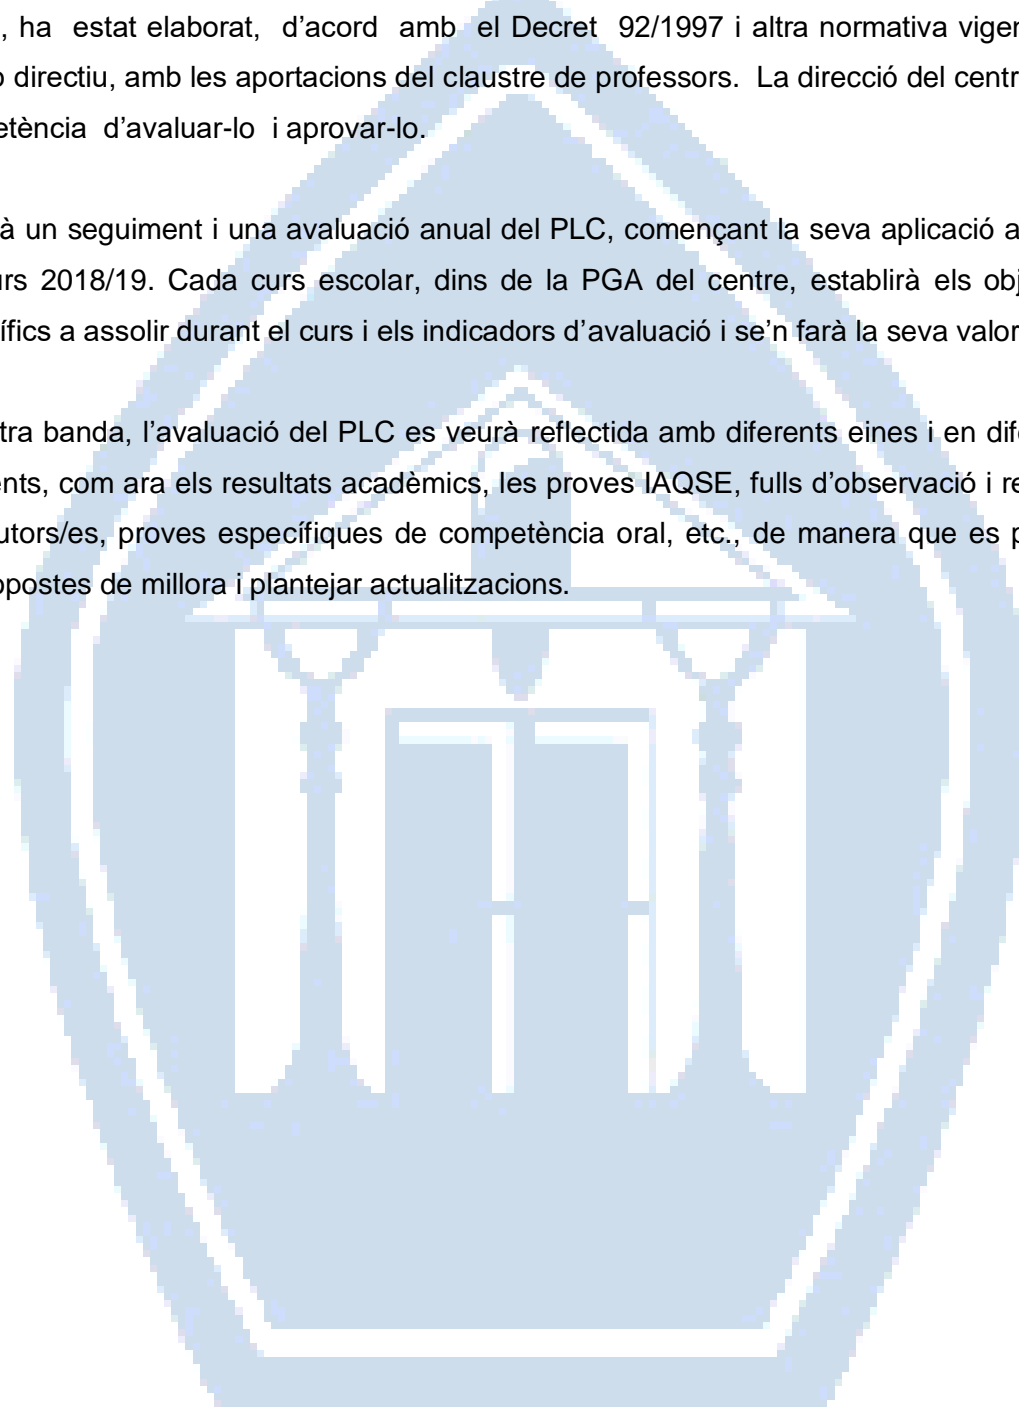 , ha estat elaborat, d’acord amb el Decret 92/1997 i altra normativa vigen
o directiu, amb les aportacions del claustre de professors. La direcció del centr
etència d’avaluar-lo i aprovar-lo.
à un seguiment i una avaluació anual del PLC, començant la seva aplicació a
urs 2018/19. Cada curs escolar, dins de la PGA del centre, establirà els obj
ífics a assolir durant el curs i els indicadors d’avaluació i se’n farà la seva valor
tra banda, l’avaluació del PLC es veurà reflectida amb diferents eines i en dife
ents, com ara els resultats acadèmics, les proves IAQSE, fulls d’observació i re
utors/es, proves específiques de competència oral, etc., de manera que es p
opostes de millora i plantejar actualitzacions.